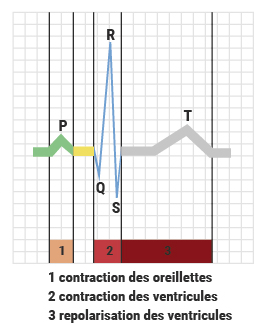 R
P
T
Q
S
1 2 3
1 contraction des oreillettes
2 contraction des ventricules
3 repolarisation des ventricules